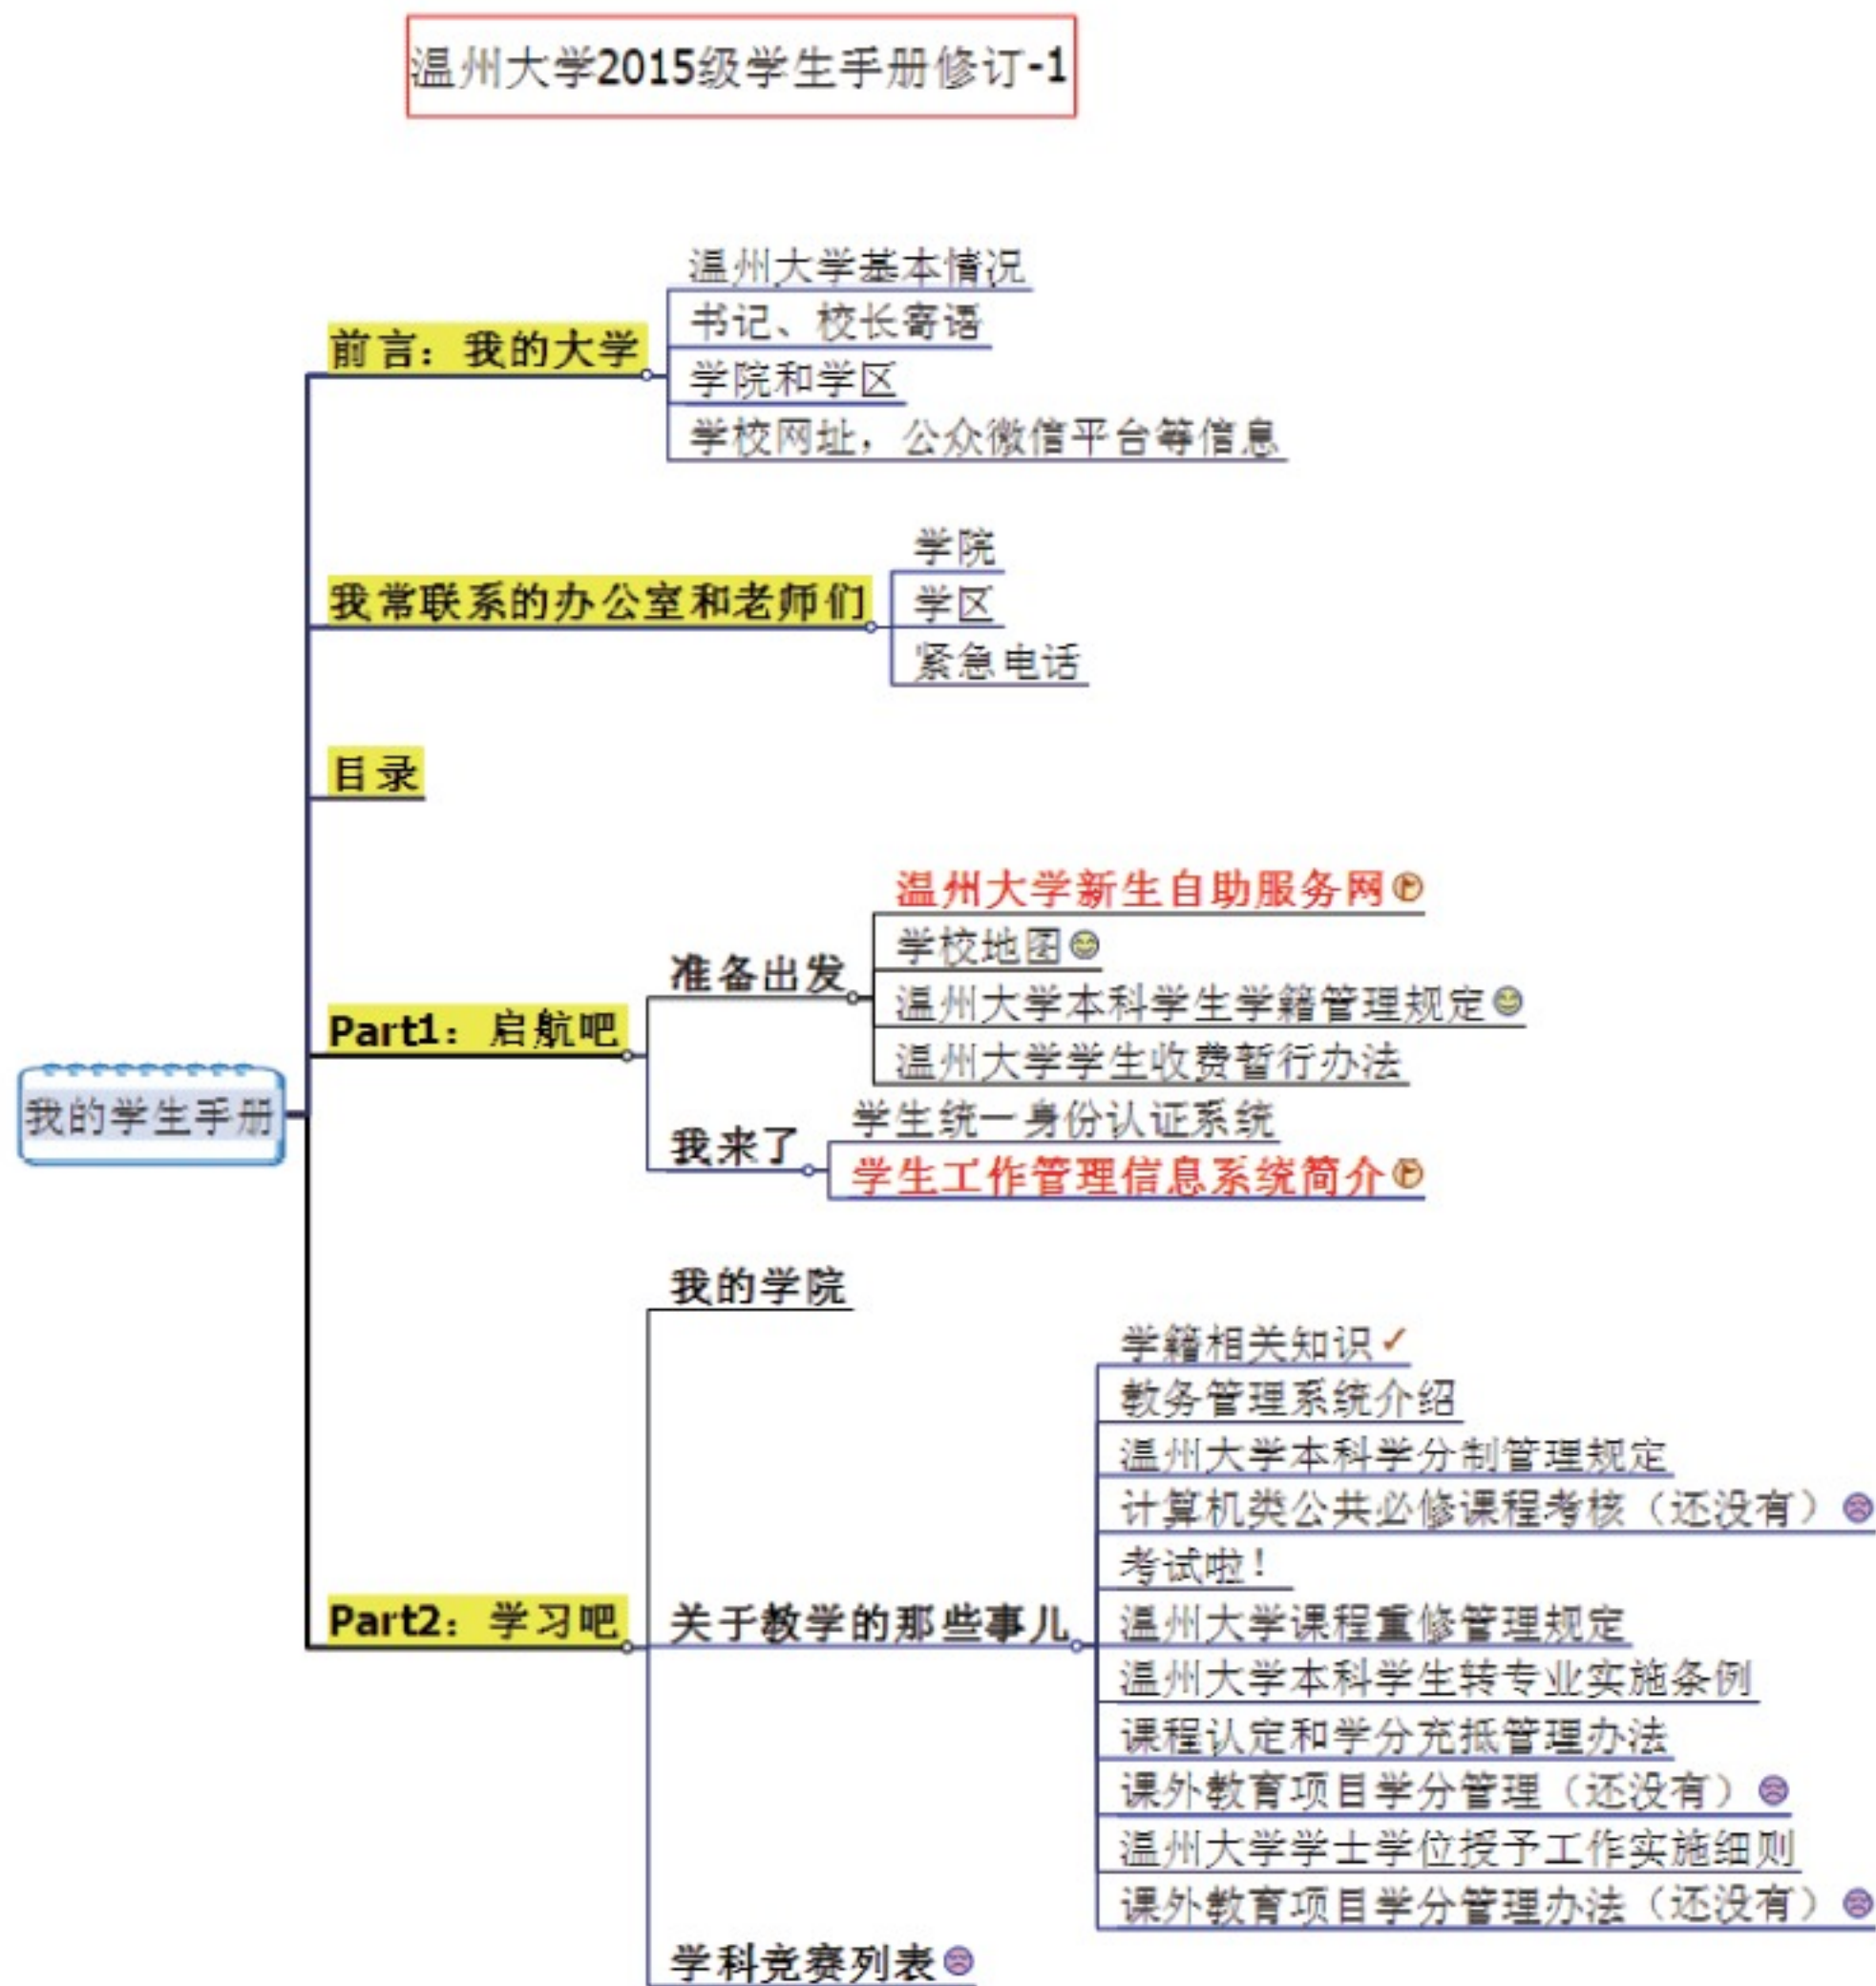 温州大学2015级学生手册修订-1
温州大学基本情况
书记、校长寄语
前言：我的大学
学院和学区
学校网址，公众微信平台等信息
学院
我常联系的办公室和老师们
学区
紧急电话
目录
温州大学新生自助服务网
学校地图
准备出发
温州大学本科学生学籍管理规定
Part1：启航吧
温州大学学生收费暂行办法
我的学生手册
学生统一身份认证系统
我来了
学生工作管理信息系统简介
我的学院
学籍相关知识
教务管理系统介绍
温州大学本科学分制管理规定
计算机类公共必修课程考核（还没有）
考试啦！
Part2：学习吧
关于教学的那些事儿
温州大学课程重修管理规定
温州大学本科学生转专业实施条例
课程认定和学分充抵管理办法
课外教育项目学分管理（还没有）
温州大学学士学位授予工作实施细则
课外教育项目学分管理办法（还没有）
学科竞赛列表